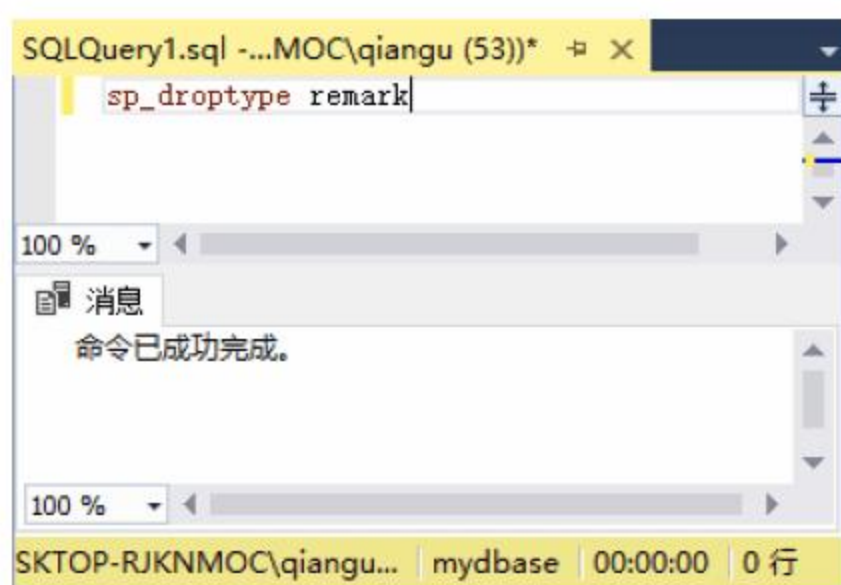 SQLQuery1.sql -...MOC\qiangu (53))*
sp_droptype remark
100 %
消息
命令已成功完成。
100 %
SKTOP-RJKNMOC\qiangu... mydbase 00:00:00 0 行